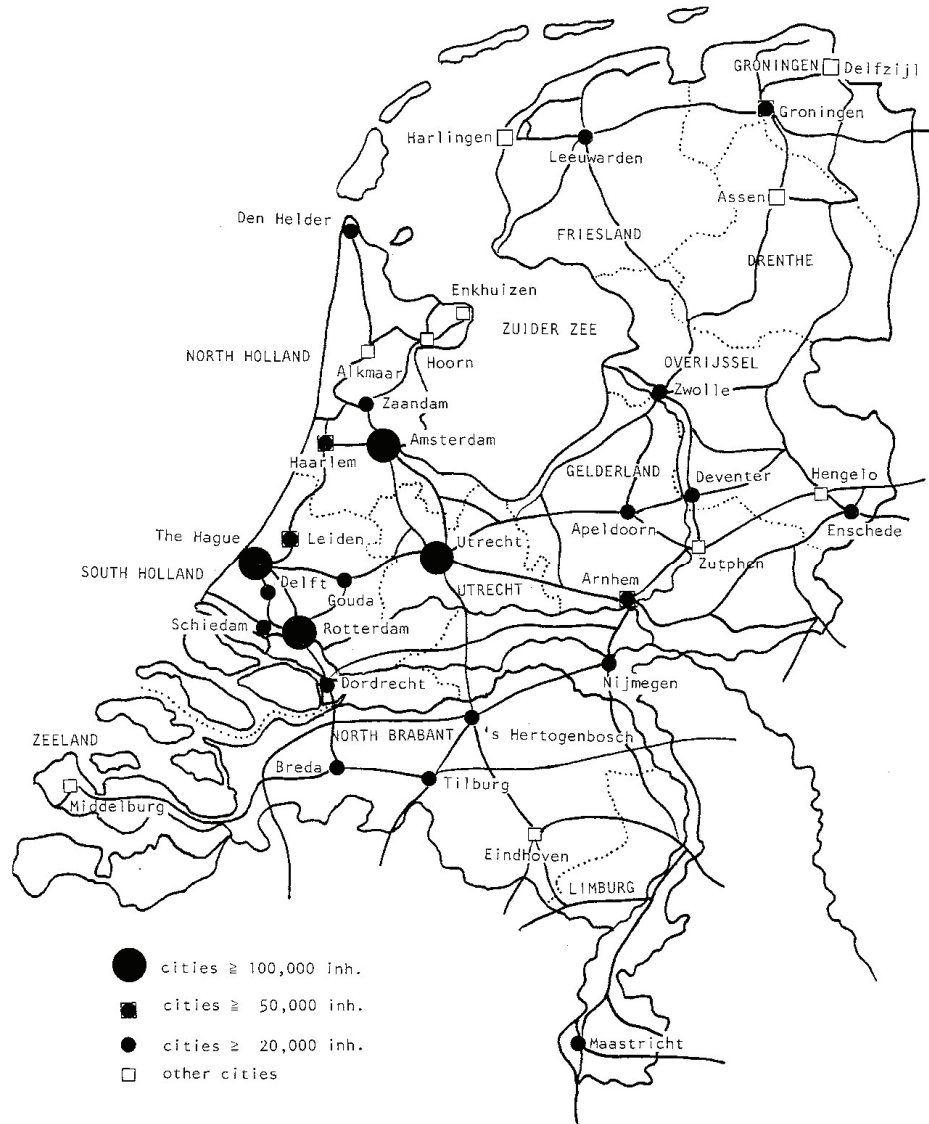 GRONINGEN
Delfzijl
Groningen
Harlingen
Leeuwarden
Assen
Den Helder
FRIESLAND
DRENTHE
Enkhuizen
ZUIDER ZEE
NORTH HOLLAND
Hoorn
Alkmaar
OVERIJSSEL
Zwolle
Zaandam
Amsterdam
Haarlem
GELDERLAND
Deventer
Hengelo
The Hague
Leiden
Utrecht
Apeldoorn
Enschede
Zutphen
SOUTH HOLLAND
Delft
Gouda
UTRECHT
Arnhem
Schiedam
Rotterdam
Dordrecht
Nijmegen
ZEELAND
NORTH BRABANT
's Hertogenbosch
Breda
Tilburg
Middelburg
Eindhoven
LIMBURG
cities ≧ 100,000 inh.
cities ≧ 50,000 inh.
cities ≧ 20,000 inh.
other cities
Maastricht